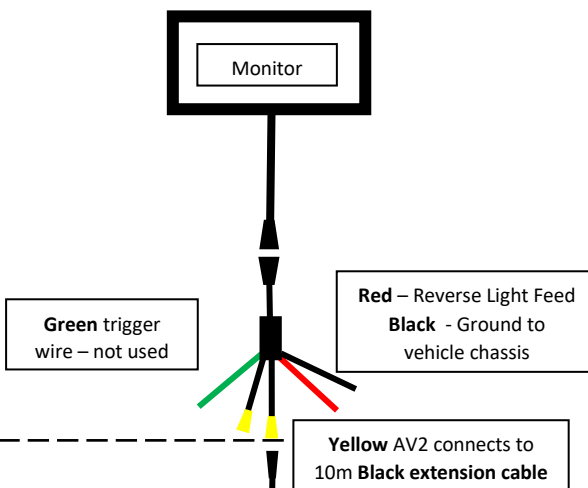 Monitor
Green trigger
wire – not used
Red – Reverse Light Feed
Black - Ground to
vehicle chassis
Yellow AV2 connects to
10m Black extension cable